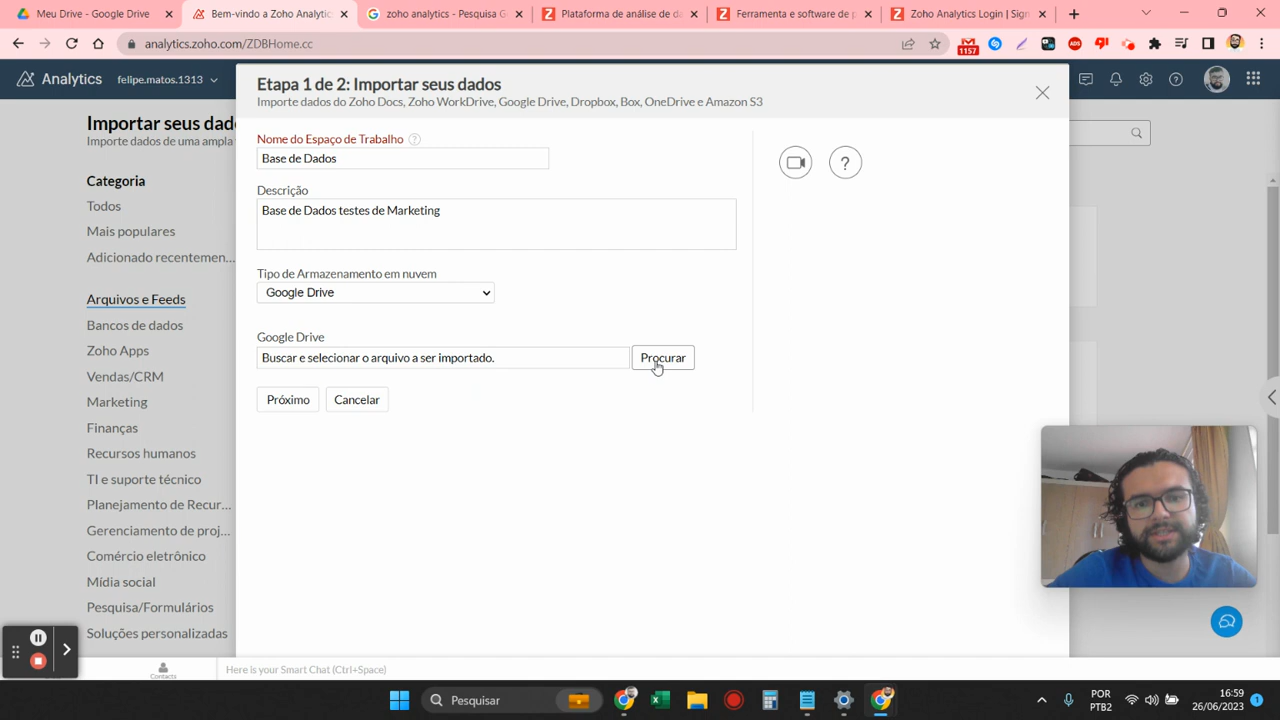 Meu Drive - Google Drive
Bem-vindo a Zoho Analytic
zoho analytics - Pesquisa G
Plataforma de análise de da
Ferramenta e software de p
Zoho Analytics Login | Sign
analytics.zoho.com/ZDBHome.cc
1157
ADS
Analytics
felipe.matos.1313
Importar seus dad
Importe dados de uma ampla
Categoria
Todos
Mais populares
Adicionado recentemen...
Arquivos e Feeds
Bancos de dados
Zoho Apps
Vendas/CRM
Marketing
Finanças
Recursos humanos
TI e suporte técnico
Planejamento de Recur...
Gerenciamento de proj...
Comércio eletrônico
Mídia social
Pesquisa/Formulários
Soluções personalizadas
Etapa 1 de 2: Importar seus dados
Importe dados do Zoho Docs, Zoho WorkDrive, Google Drive, Dropbox, Box, OneDrive e Amazon S3
Nome do Espaço de Trabalho ?
Base de Dados
Descrição
Base de Dados testes de Marketing
Tipo de Armazenamento em nuvem
Google Drive
Google Drive
Buscar e selecionar o arquivo a ser importado.
Procurar
Próximo
Cancelar
Contacts
Here is your Smart Chat (Ctrl+Space)
Pesquisar
POR
PTB2
16:59
26/06/2023
1